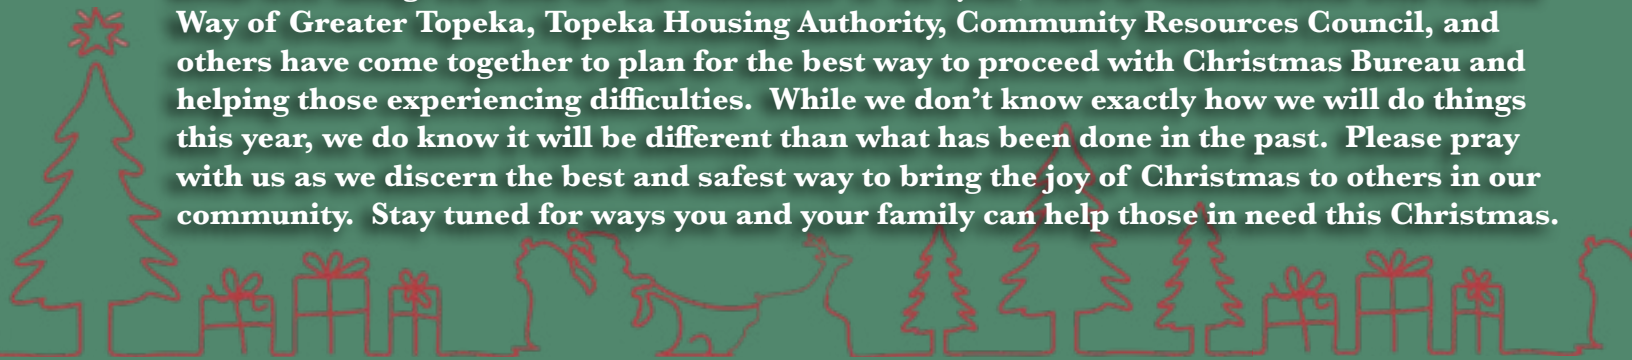 Way of Greater Topeka, Topeka Housing Authority, Community Resources Council, and
others have come together to plan for the best way to proceed with Christmas Bureau and
helping those experiencing difficulties.  While we don’t know exactly how we will do things
this year, we do know it will be different than what has been done in the past.  Please pray
with us as we discern the best and safest way to bring the joy of Christmas to others in our
community.  Stay tuned for ways you and your family can help those in need this Christmas.